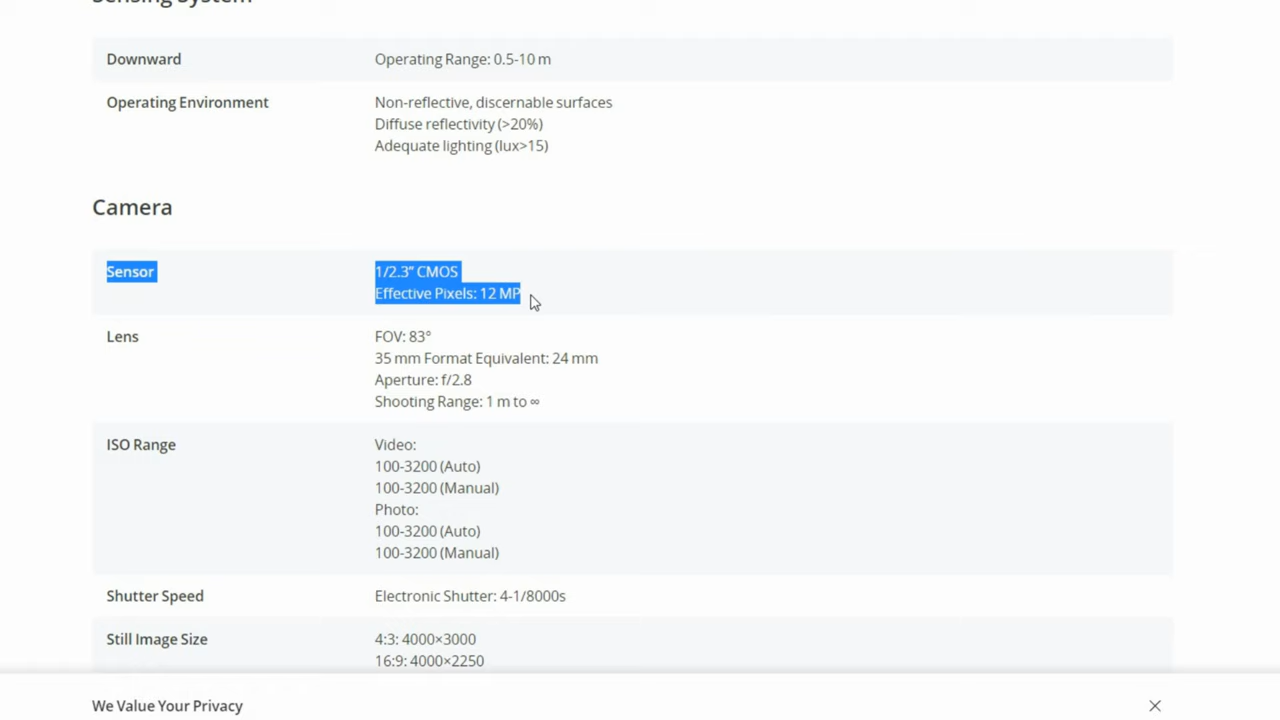 Sensing System
Downward
Operating Range: 0.5-10 m
Operating Environment
Non-reflective, discernable surfaces
Diffuse reflectivity (>20%)
Adequate lighting (lux>15)
Camera
Sensor
1/2.3” CMOS
Effective Pixels: 12 MP
Lens
FOV: 83°
35 mm Format Equivalent: 24 mm
Aperture: f/2.8
Shooting Range: 1 m to ∞
ISO Range
Video:
100-3200 (Auto)
100-3200 (Manual)
Photo:
100-3200 (Auto)
100-3200 (Manual)
Shutter Speed
Electronic Shutter: 4-1/8000s
Still Image Size
4:3: 4000×3000
16:9: 4000×2250
We Value Your Privacy